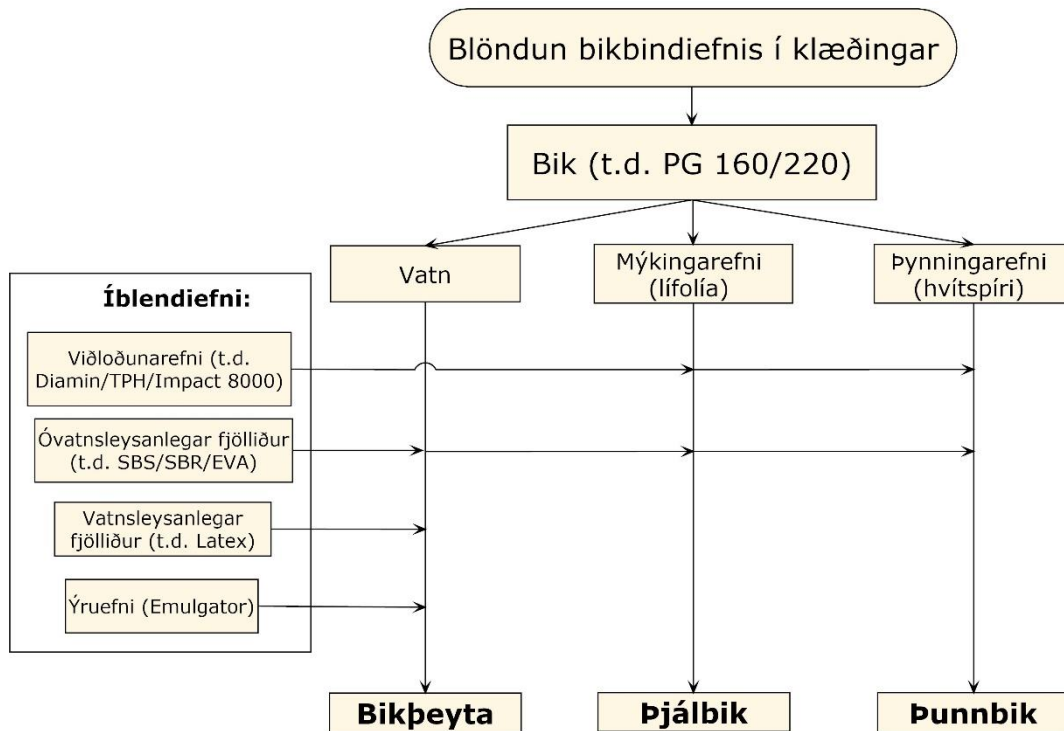 Blöndun bikbindiefnis í klæðingar
Bik (t.d. PG 160/220)
Vatn
Mýkingarefni
(lífolía)
Þynningarefni
(hvítspíri)
Íblendiefni:
Viðloðunarefni (t.d.
Diamin/TPH/Impact 8000)
Óvatnsleysanlegar fjölliður
(t.d. SBS/SBR/EVA)
Vatnsleysanlegar
fjölliður (t.d. Latex)
Ýruefni (Emulgator)
Bikþeyta
Þjálbik
Þunnbik